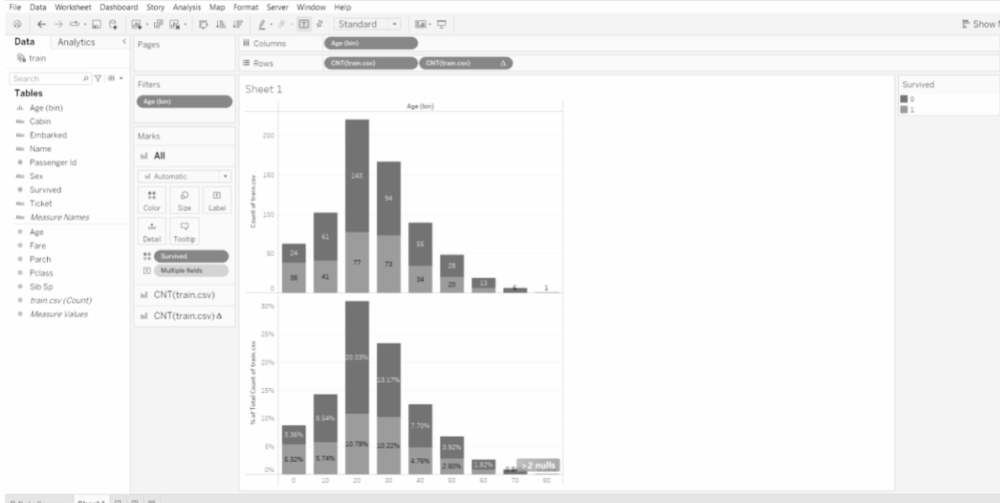 File Data Worksheet Dashboard Story Analysis Map Format Server Window Help
Standard
Show
Data Analytics
train
Search
Tables
Age (bin)
Abc Cabin
Abc Embarked
Abc Name
# Passenger Id
Abc Sex
# Survived
Abc Ticket
Abc Measure Names
# Age
# Fare
# Parch
# Pclass
# Sib Sp
# train.csv (Count)
# Measure Values
Pages
Filters
Age (bin)
Marks
All
Automatic
Color Size Label
Detail Tooltip
Survived
Multiple fields
CNT(train.csv)
CNT(train.csv) Δ
Columns Age (bin)
Rows CNT(train.csv) CNT(train.csv) Δ
Sheet 1
Age (bin)
Count of train.csv
200
150
100
50
0
24 61 143 94 55 28 13 6 1
38 41 77 73 34 20
% of Total Count of train.csv
30%
25%
20%
15%
10%
5%
0%
3.36% 8.54% 20.03% 13.17% 7.70% 3.92% 1.82%
5.32% 5.74% 10.78% 10.22% 4.76% 2.80%
>2 nulls
0 10 20 30 40 50 60 70 80
Survived
0
1
Sheet 1